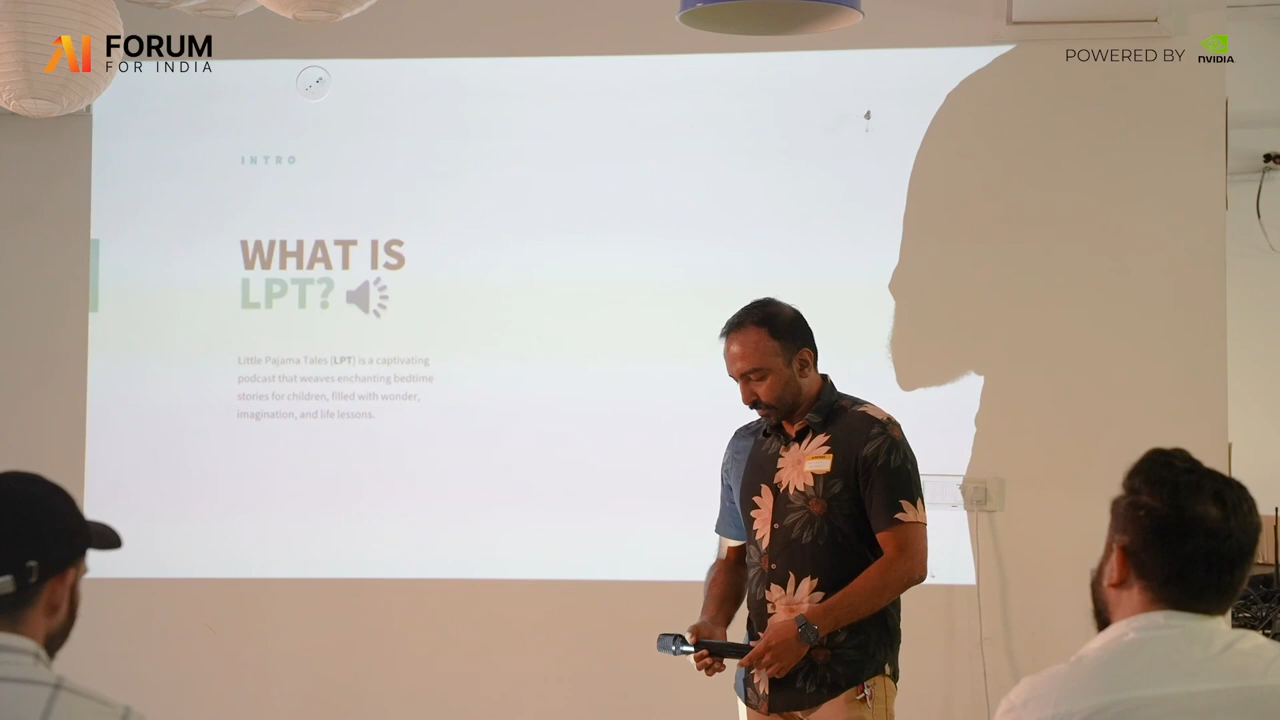 AI FORUM
FOR INDIA
POWERED BY NVIDIA
INTRO
WHAT IS
LPT?
Little Pajama Tales (LPT) is a captivating
podcast that weaves enchanting bedtime
stories for children, filled with wonder,
imagination, and life lessons.